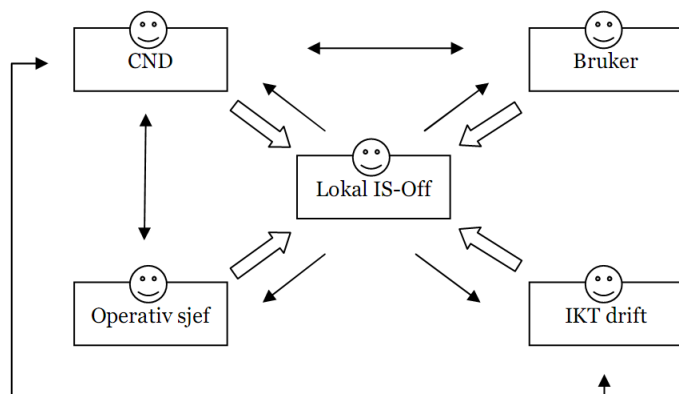 CND
Bruker
Lokal IS-Off
Operativ sjef
IKT drift